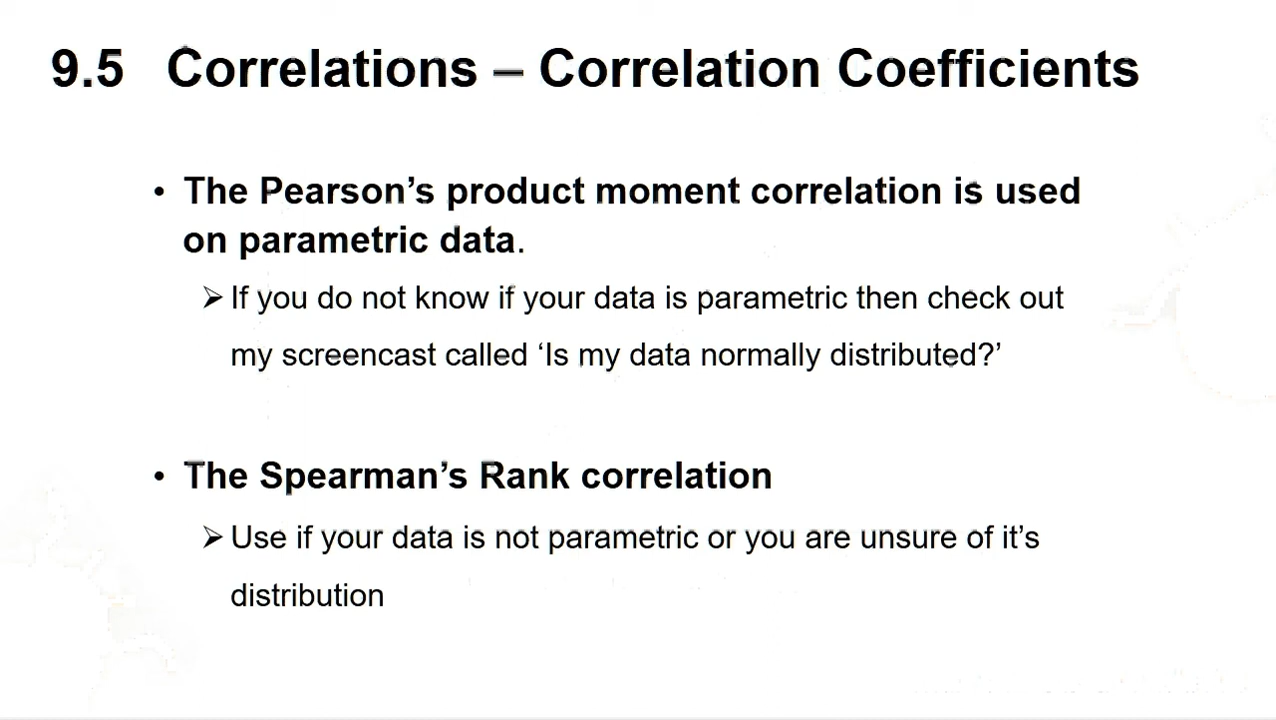 9.5 Correlations – Correlation Coefficients
• The Pearson’s product moment correlation is used
on parametric data.
➢ If you do not know if your data is parametric then check out
my screencast called ‘Is my data normally distributed?’
• The Spearman’s Rank correlation
➢ Use if your data is not parametric or you are unsure of it’s
distribution